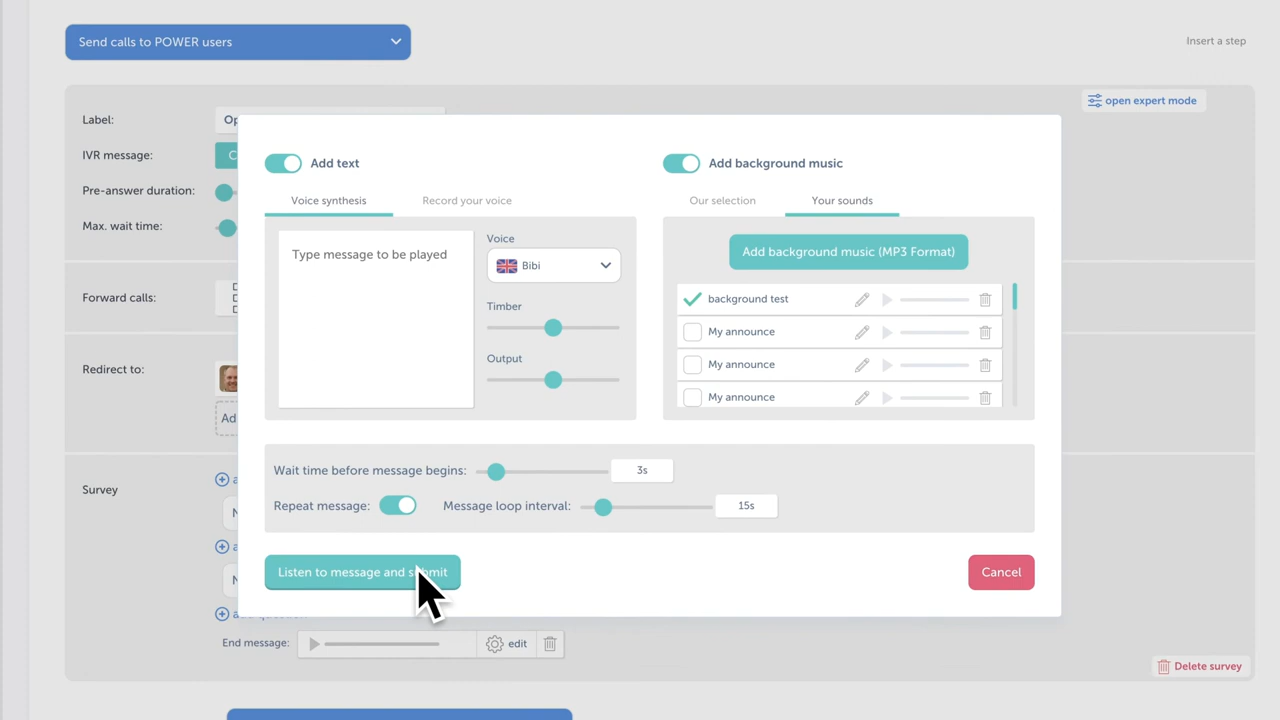 Send calls to POWER users
Insert a step
open expert mode
Label:
Op
IVR message:
C
Pre-answer duration:
Max. wait time:
Forward calls:
Redirect to:
Ad
Survey
Add text
Voice synthesis
Record your voice
Type message to be played
Voice
Bibi
Timber
Output
Add background music
Our selection
Your sounds
Add background music (MP3 Format)
background test
My announce
My announce
My announce
Wait time before message begins:
3s
Repeat message:
Message loop interval:
15s
Listen to message and submit
Cancel
End message:
edit
Delete survey